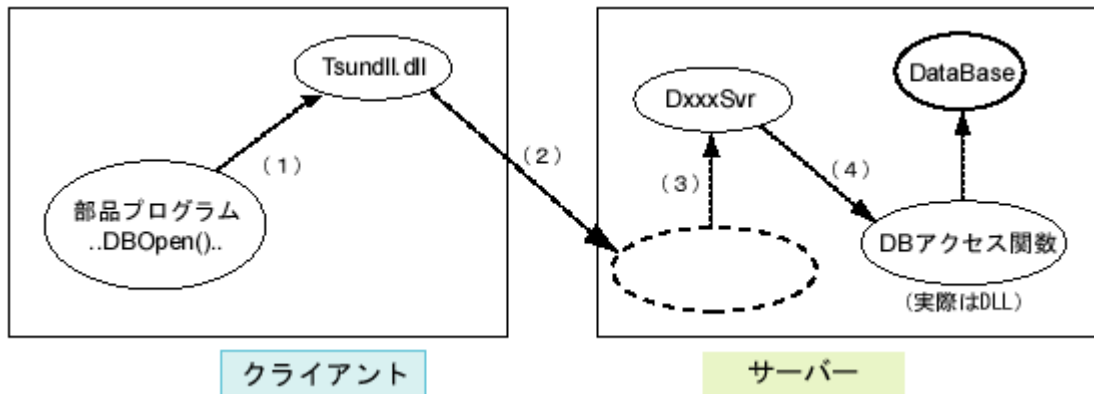 Tsundll.dll
(1)
部品プログラム
..DBOpen()..
(2)
DxxxSvr
DataBase
(3)
(4)
DBアクセス関数
(実際はDLL)
クライアント
サーバー